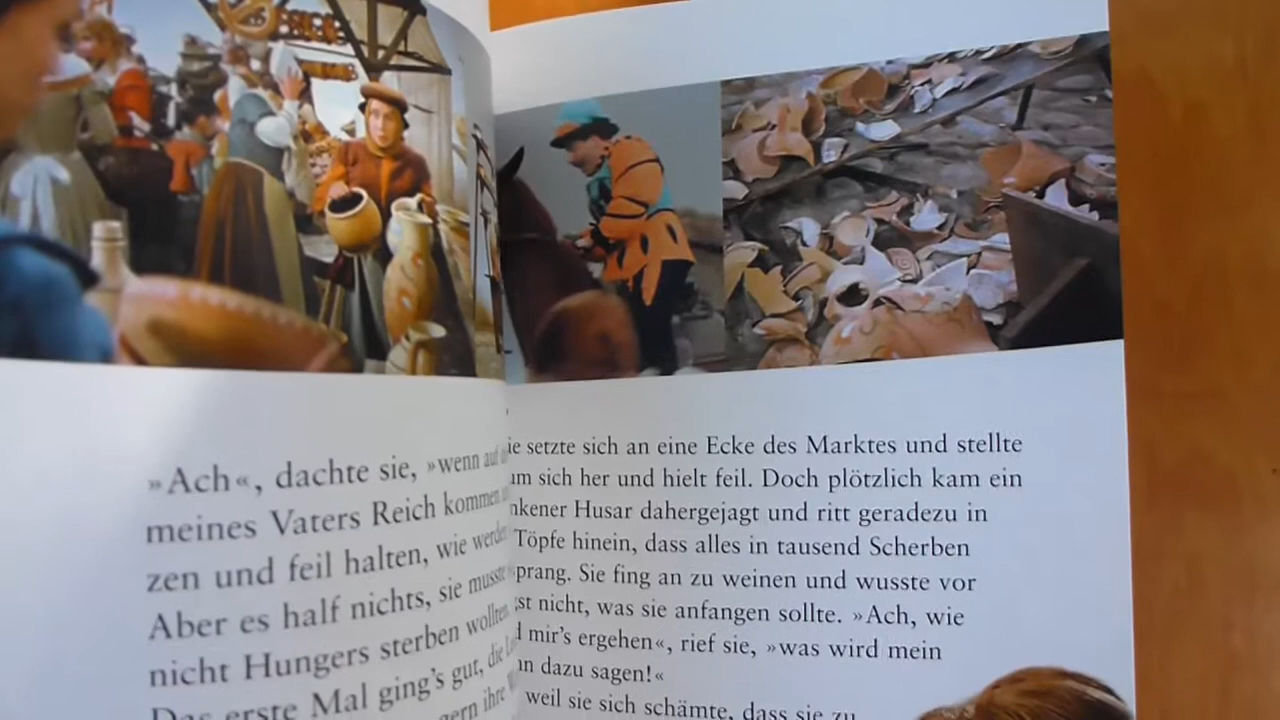 »Ach«, dachte sie, »wenn auf
meines Vaters Reich kommen
zen und feil halten, wie werden
Aber es half nichts, sie musste
nicht Hungers sterben wollte.
Das erste Mal ging's gut, die
gern ihre
ie setzte sich an eine Ecke des Marktes und stellte
um sich her und hielt feil. Doch plötzlich kam ein
nkener Husar dahergejagt und ritt geradezu in
Töpfe hinein, dass alles in tausend Scherben
prang. Sie fing an zu weinen und wusste vor
st nicht, was sie anfangen sollte. »Ach, wie
d mir's ergehen«, rief sie, »was wird mein
nn dazu sagen!«
weil sie sich schämte, dass sie zu